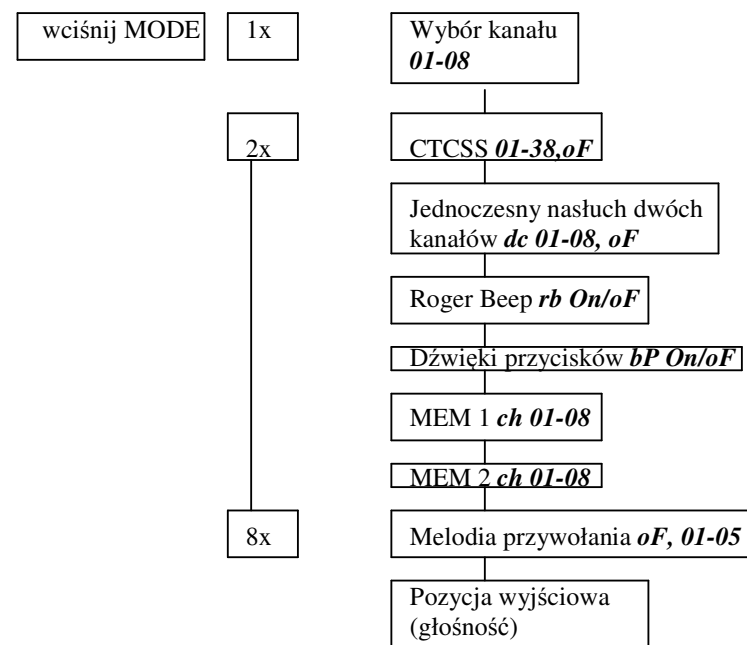 wciśnij MODE 1x Wybór kanału
01-08
2x CTCSS 01-38,oF
Jednoczesny nasłuch dwóch
kanałów dc 01-08, oF
Roger Beep rb On/oF
Dźwięki przycisków bP On/oF
MEM 1 ch 01-08
MEM 2 ch 01-08
8x Melodia przywołania oF, 01-05
Pozycja wyjściowa
(głośność)